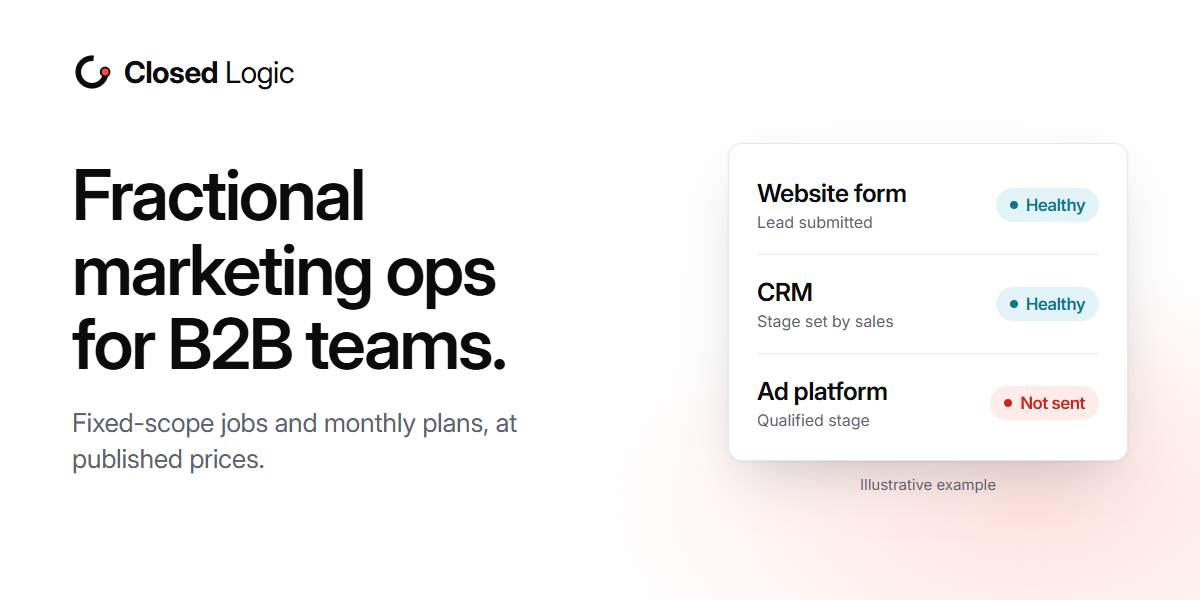 Closed Logic
Fractional
marketing ops
for B2B teams.
Fixed-scope jobs and monthly plans, at
published prices.
Website form
Lead submitted
Healthy
CRM
Stage set by sales
Healthy
Ad platform
Qualified stage
Not sent
Illustrative example